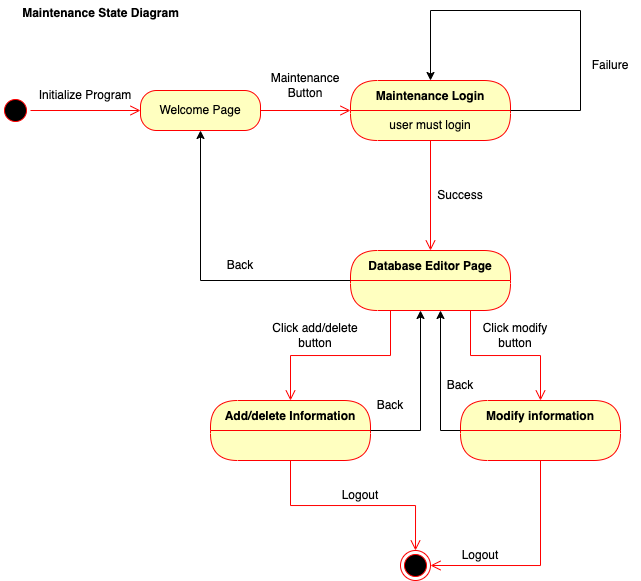 Maintenance State Diagram
Failure
Initialize Program
Maintenance
Button
Welcome Page
Maintenance Login
user must login
Success
Back
Database Editor Page
Click add/delete
button
Click modify
button
Back
Back
Add/delete Information
Modify information
Logout
Logout